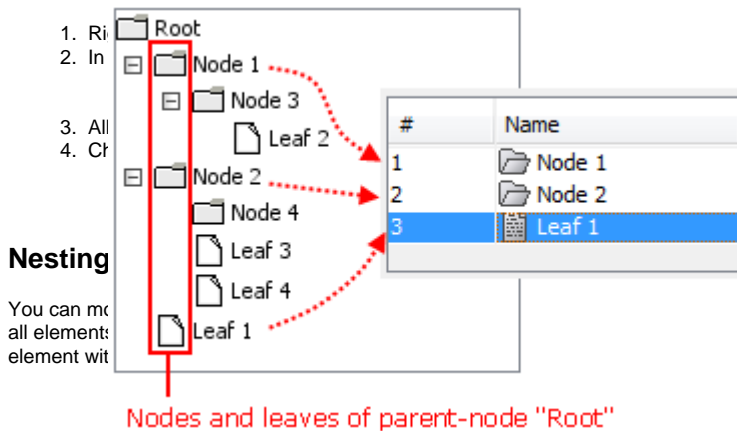 Root
1. Ri
2. In
Node 1
Node 3
Leaf 2
3. All
4. Ch
Node 2
Node 4
Leaf 3
Leaf 4
Leaf 1
# Name
1 Node 1
2 Node 2
3 Leaf 1
Nesting
You can mo
all elements
element wit
Nodes and leaves of parent-node "Root"